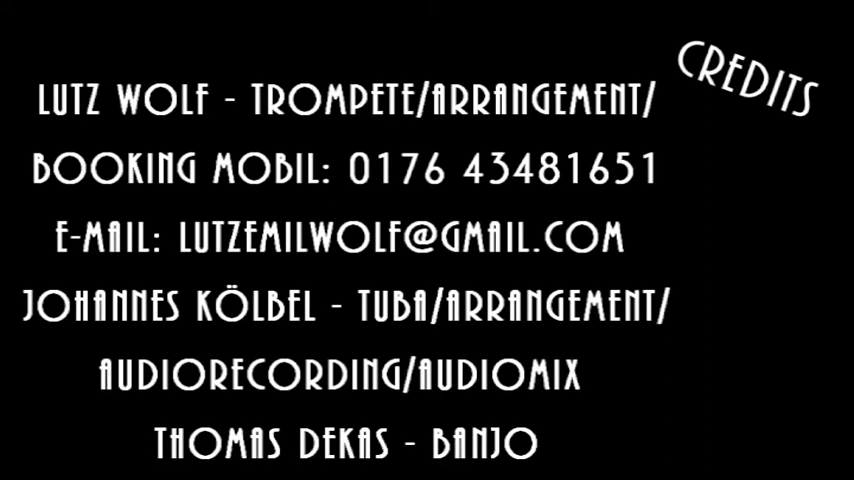 CREDITS
LUTZ WOLF - TROMPETE/ARRANGEMENT/
BOOKING MOBIL: 0176 43481651
E-MAIL: LUTZEMILWOLF@GMAIL.COM
JOHANNES KÖLBEL - TUBA/ARRANGEMENT/
AUDIORECORDING/AUDIOMIX
THOMAS DEKAS - BANJO